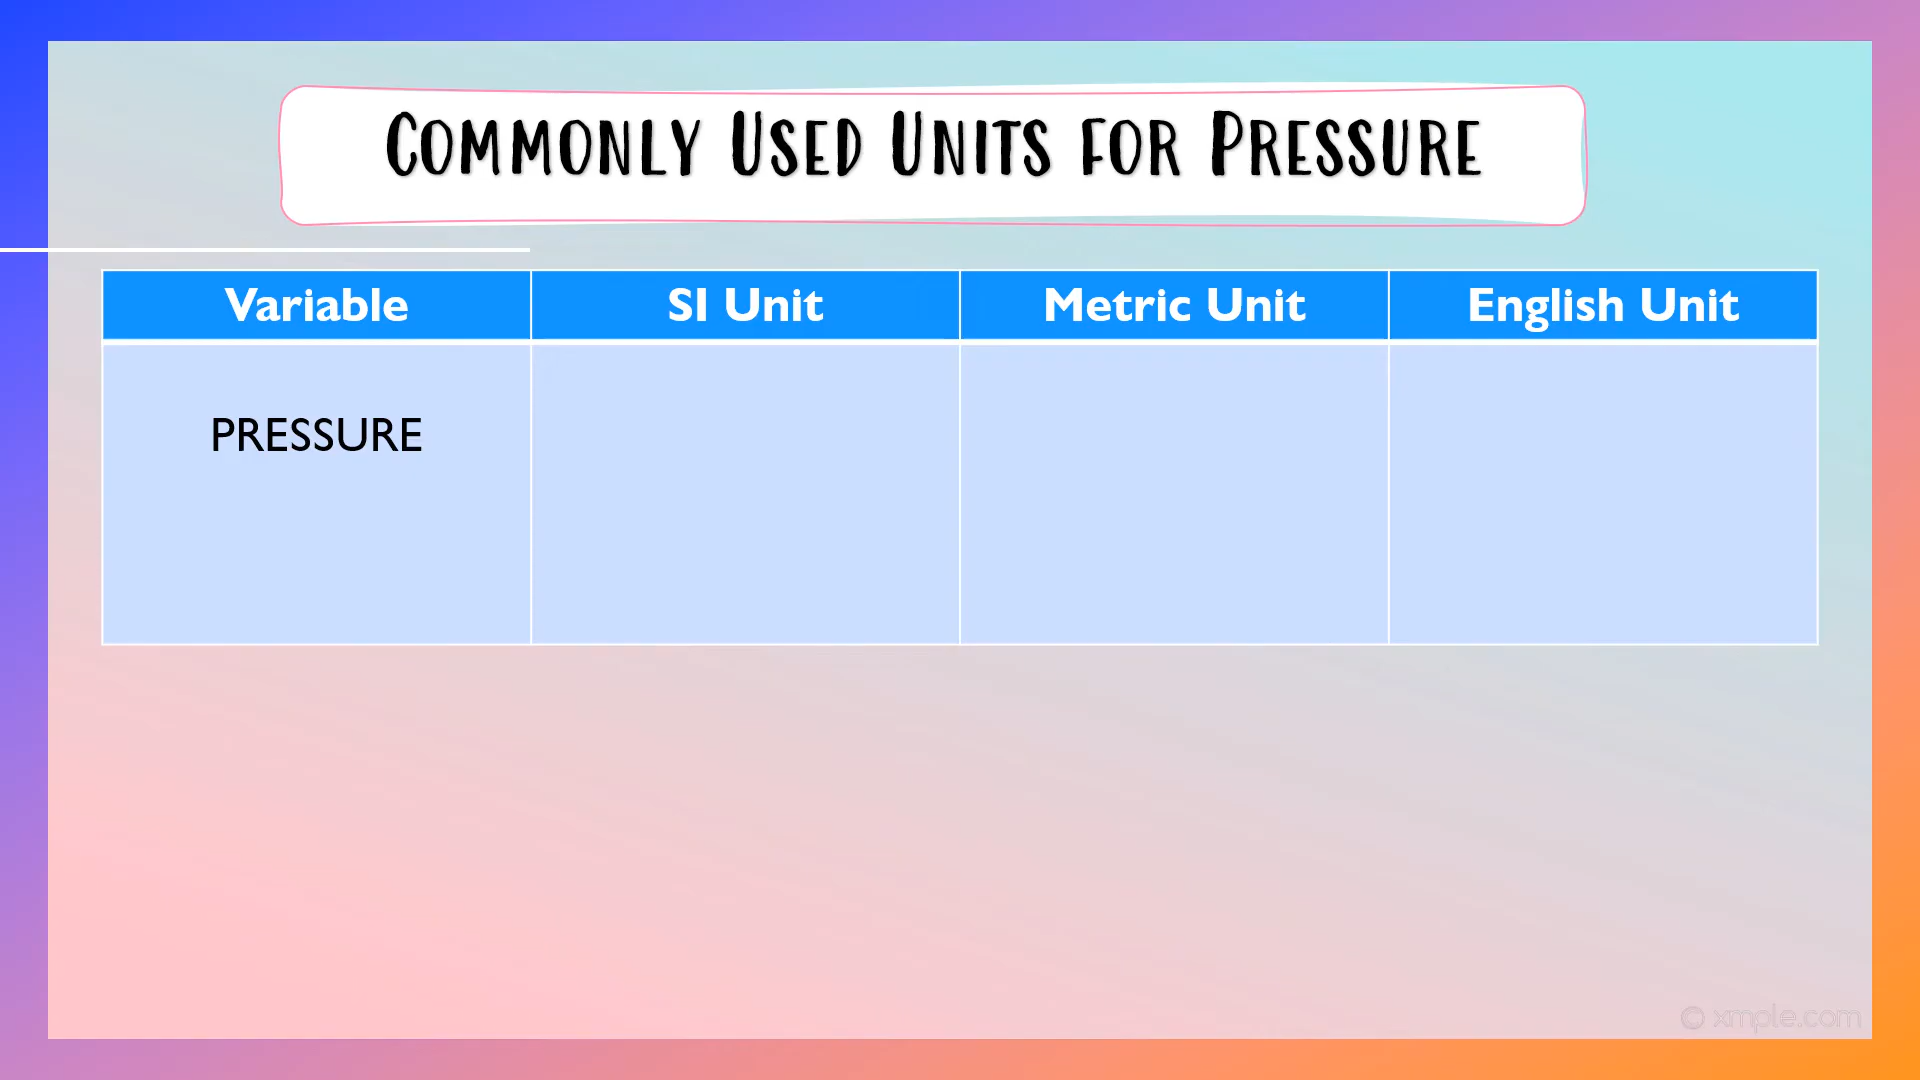 Commonly Used Units for Pressure
Variable SI Unit Metric Unit English Unit
PRESSURE
© xmple.com